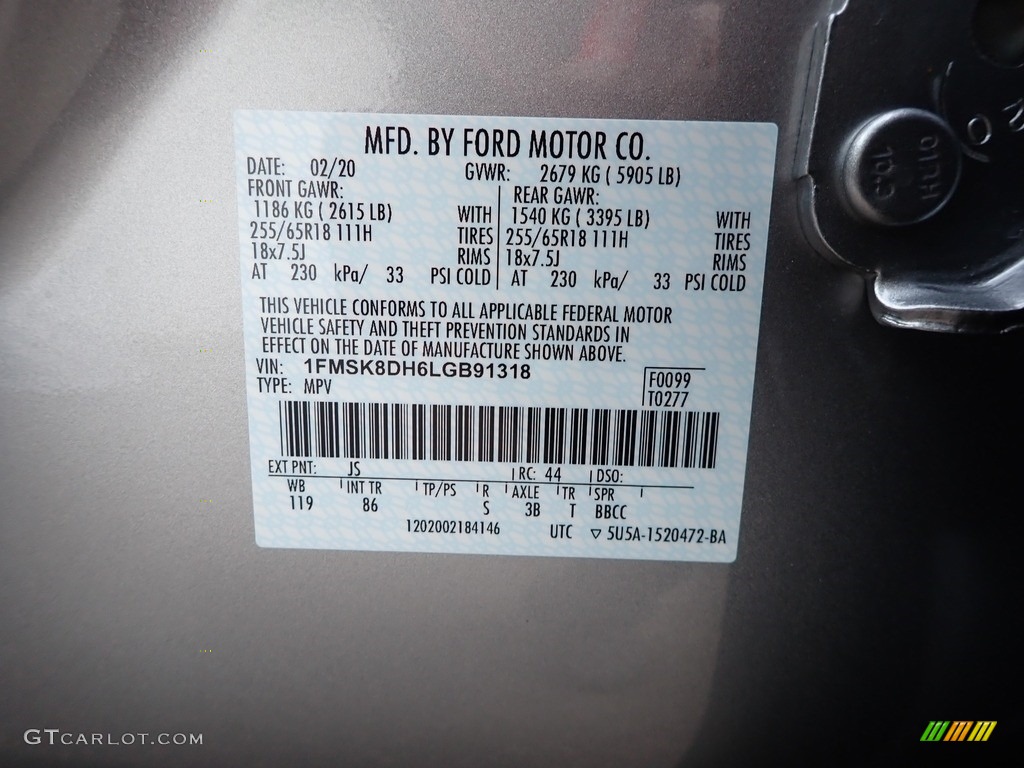 MFD. BY FORD MOTOR CO.
DATE: 02/20 GVWR: 2679 KG ( 5905 LB)
FRONT GAWR: REAR GAWR:
1186 KG ( 2615 LB) WITH 1540 KG ( 3395 LB) WITH
255/65R18 111H TIRES 255/65R18 111H TIRES
18x7.5J RIMS 18x7.5J RIMS
AT 230 kPa/ 33 PSI COLD AT 230 kPa/ 33 PSI COLD
THIS VEHICLE CONFORMS TO ALL APPLICABLE FEDERAL MOTOR
VEHICLE SAFETY AND THEFT PREVENTION STANDARDS IN
EFFECT ON THE DATE OF MANUFACTURE SHOWN ABOVE.
VIN: 1FMSK8DH6LGB91318
TYPE: MPV
F0099
T0277
EXT PNT: JS RC: 44 DSO:
WB INT TR TP/PS R AXLE TR SPR
119 86 S 3B T BBCC
1202002184146 UTC ▽ 5U5A-1520472-BA
10.3
GTCARLOT.COM